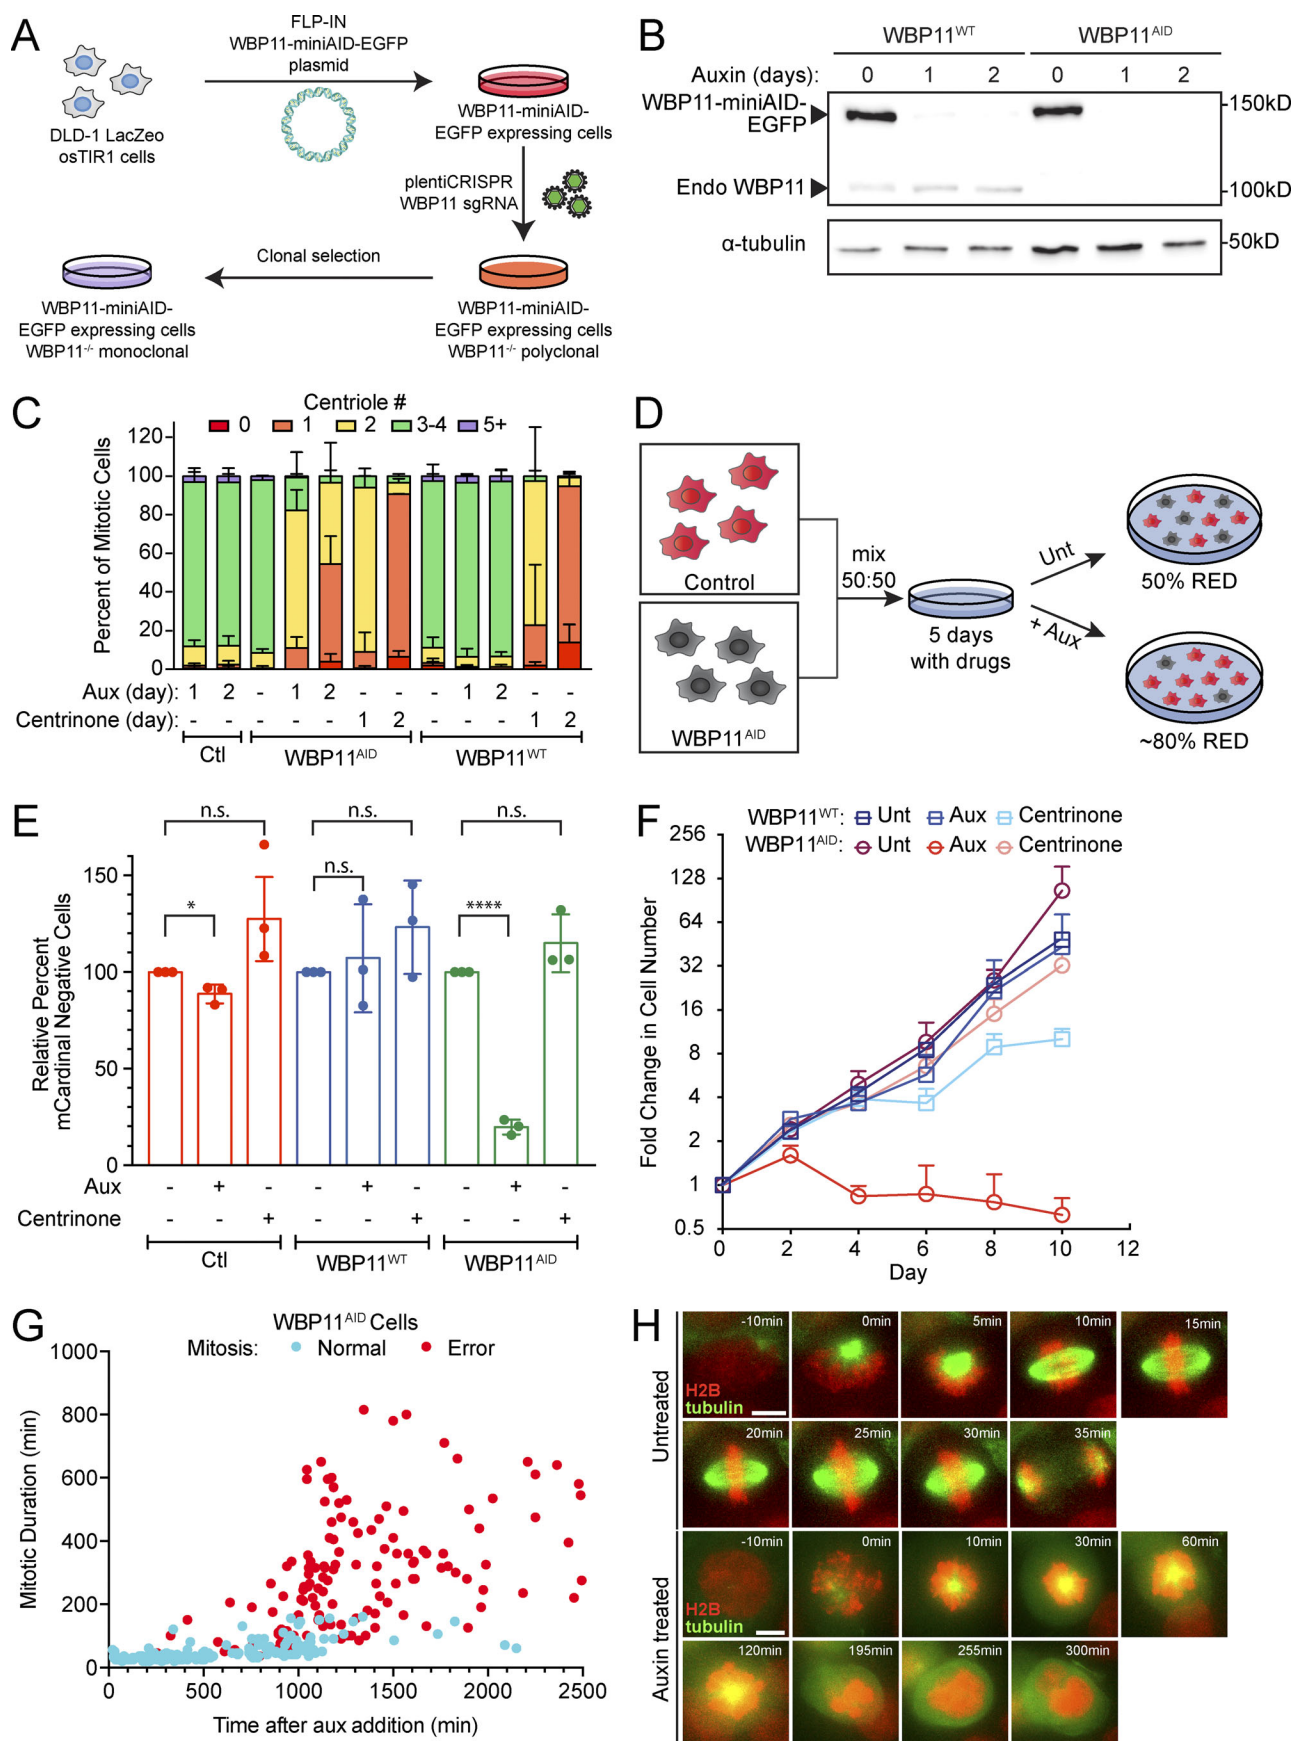 A
FLP-IN
WBP11-miniAID-EGFP
plasmid
DLD-1 LacZeo
osTIR1 cells
WBP11-miniAID-
EGFP expressing cells
plentiCRISPR
WBP11 sgRNA
Clonal selection
WBP11-miniAID-
EGFP expressing cells
WBP11-/- monoclonal
WBP11-miniAID-
EGFP expressing cells
WBP11-/- polyclonal
B
WBP11WT WBP11AID
Auxin (days): 0 1 2 0 1 2
WBP11-miniAID-
EGFP
Endo WBP11
α-tubulin
-150kD
-100kD
-50kD
C
Centriole #
0 1 2 3-4 5+
Percent of Mitotic Cells
120
100
80
60
40
20
0
Aux (day): 1 2 - 1 2 - - - 1 2 - -
Centrinone (day): - - - - - 1 2 - - - 1 2
Ctl WBP11AID WBP11WT
D
Control
WBP11AID
mix
50:50
5 days
with drugs
Unt
+ Aux
50% RED
~80% RED
E
n.s. n.s. n.s.
* n.s. ****
Relative Percent
mCardinal Negative Cells
150
100
50
0
Aux - + - - + - - + -
Centrinone - - + - - + - - +
Ctl WBP11WT WBP11AID
F
WBP11WT: Unt Aux Centrinone
WBP11AID: Unt Aux Centrinone
Fold Change in Cell Number
256
128
64
32
16
8
4
2
1
0.5
0 2 4 6 8 10 12
Day
G
WBP11AID Cells
Mitosis: Normal Error
Mitotic Duration (min)
1000
800
600
400
200
0
0 500 1000 1500 2000 2500
Time after aux addition (min)
H
Untreated
-10min 0min 5min 10min 15min
H2B
tubulin
20min 25min 30min 35min
Auxin treated
-10min 0min 10min 30min 60min
H2B
tubulin
120min 195min 255min 300min